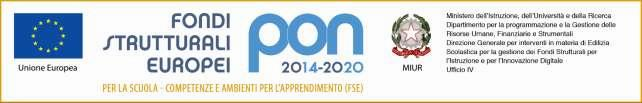 Unione Europea
FONDI
STRUTTURALI
EUROPEI
pon
2014-2020
PER LA SCUOLA - COMPETENZE E AMBIENTI PER L'APPRENDIMENTO (FSE)
MIUR
Ministero dell'Istruzione, dell'Università e della Ricerca
Dipartimento per la programmazione e la Gestione delle
Risorse Umane, Finanziarie e Strumentali
Direzione Generale per interventi in materia di Edilizia
Scolastica per la gestione dei Fondi Strutturali per
l'Istruzione e per l'Innovazione Digitale
Ufficio IV